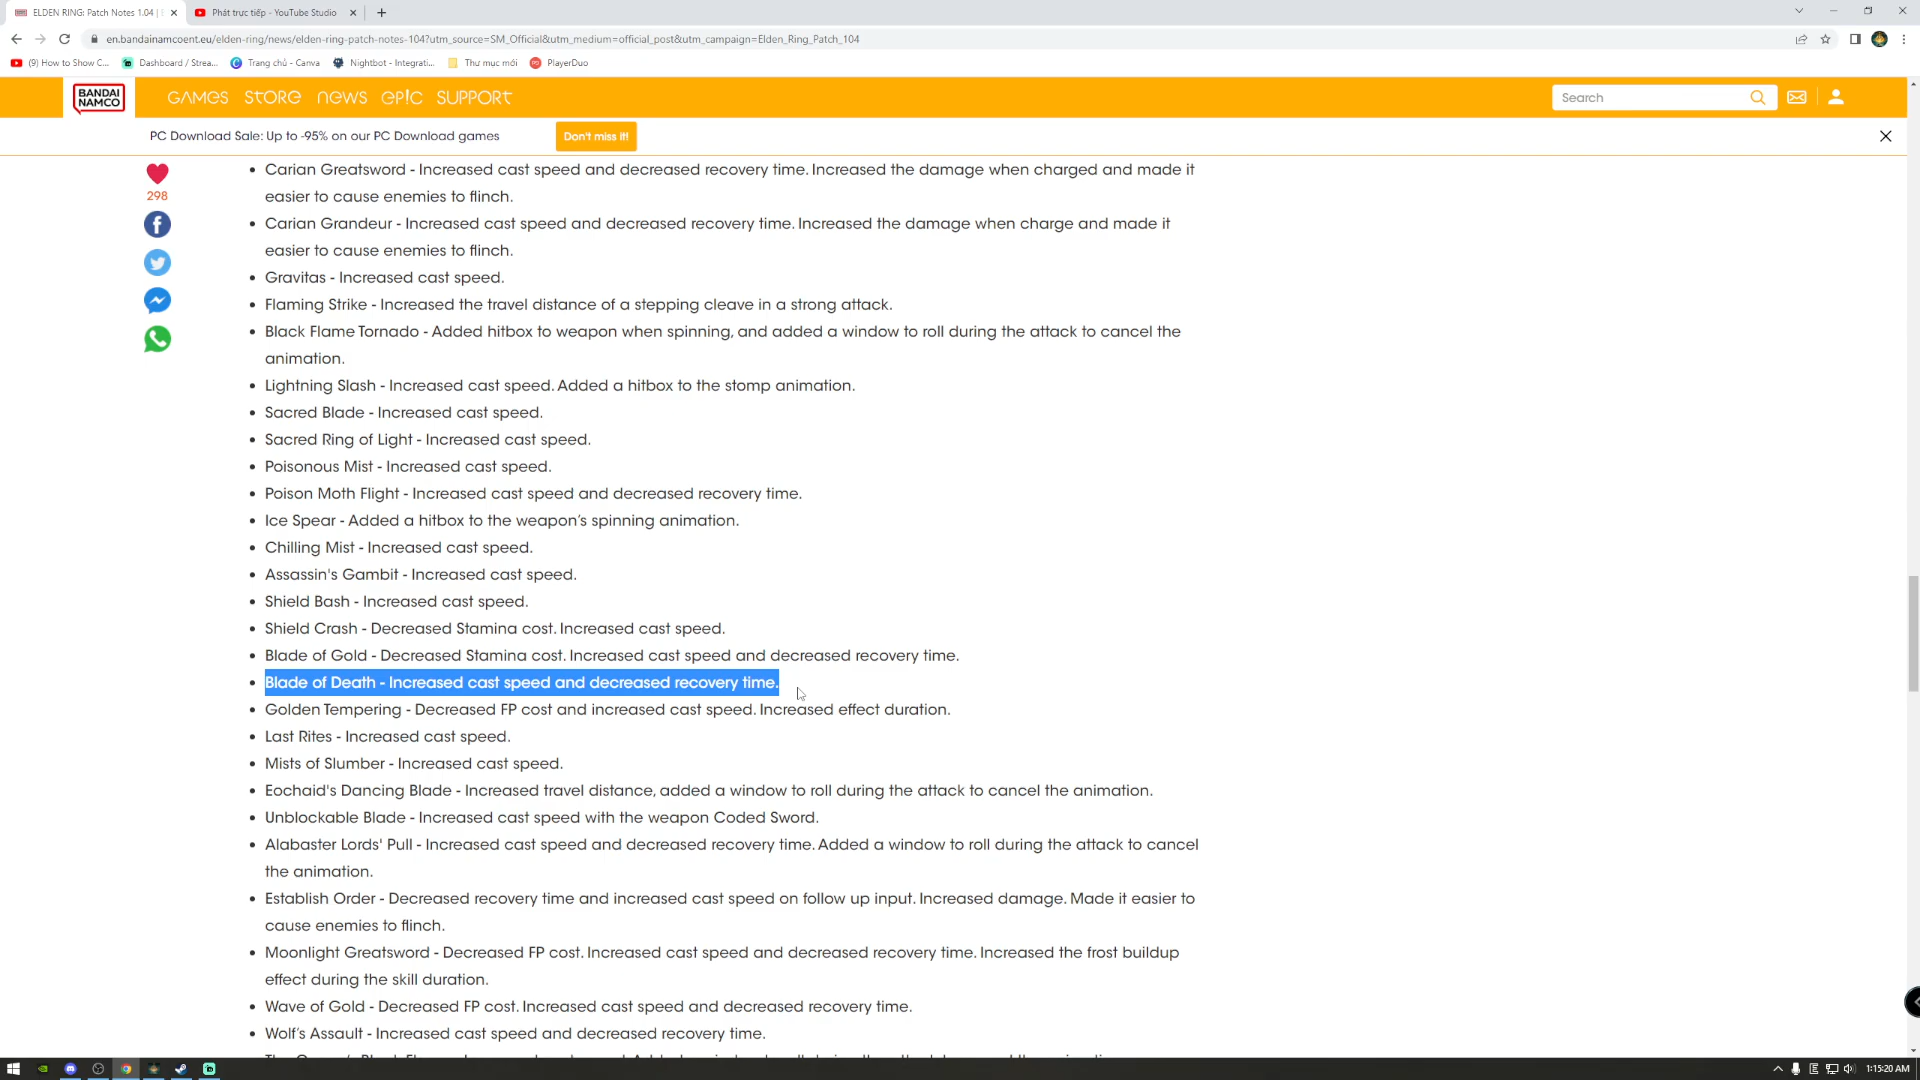 ELDEN RING: Patch Notes 1.04 |
Phát trực tiếp - YouTube Studio
en.bandainamcoent.eu/elden-ring/news/elden-ring-patch-notes-104?utm_source=SM_Official&utm_medium=official_post&utm_campaign=Elden_Ring_Patch_104
(9) How to Show C...
Dashboard / Strea...
Trang chủ - Canva
Nightbot - Integrati...
Thư mục mới
PlayerDuo
BANDAI
NAMCO
GAMES STORE NEWS EPIC SUPPORT
Search
PC Download Sale: Up to -95% on our PC Download games
Don't miss it!
298
Carian Greatsword - Increased cast speed and decreased recovery time. Increased the damage when charged and made it
easier to cause enemies to flinch.
Carian Grandeur - Increased cast speed and decreased recovery time. Increased the damage when charge and made it
easier to cause enemies to flinch.
Gravitas - Increased cast speed.
Flaming Strike - Increased the travel distance of a stepping cleave in a strong attack.
Black Flame Tornado - Added hitbox to weapon when spinning, and added a window to roll during the attack to cancel the
animation.
Lightning Slash - Increased cast speed. Added a hitbox to the stomp animation.
Sacred Blade - Increased cast speed.
Sacred Ring of Light - Increased cast speed.
Poisonous Mist - Increased cast speed.
Poison Moth Flight - Increased cast speed and decreased recovery time.
Ice Spear - Added a hitbox to the weapon’s spinning animation.
Chilling Mist - Increased cast speed.
Assassin's Gambit - Increased cast speed.
Shield Bash - Increased cast speed.
Shield Crash - Decreased Stamina cost. Increased cast speed.
Blade of Gold - Decreased Stamina cost. Increased cast speed and decreased recovery time.
Blade of Death - Increased cast speed and decreased recovery time.
Golden Tempering - Decreased FP cost and increased cast speed. Increased effect duration.
Last Rites - Increased cast speed.
Mists of Slumber - Increased cast speed.
Eochaid's Dancing Blade - Increased travel distance, added a window to roll during the attack to cancel the animation.
Unblockable Blade - Increased cast speed with the weapon Coded Sword.
Alabaster Lords' Pull - Increased cast speed and decreased recovery time. Added a window to roll during the attack to cancel
the animation.
Establish Order - Decreased recovery time and increased cast speed on follow up input. Increased damage. Made it easier to
cause enemies to flinch.
Moonlight Greatsword - Decreased FP cost. Increased cast speed and decreased recovery time. Increased the frost buildup
effect during the skill duration.
Wave of Gold - Decreased FP cost. Increased cast speed and decreased recovery time.
Wolf’s Assault - Increased cast speed and decreased recovery time.
1:15:20 AM